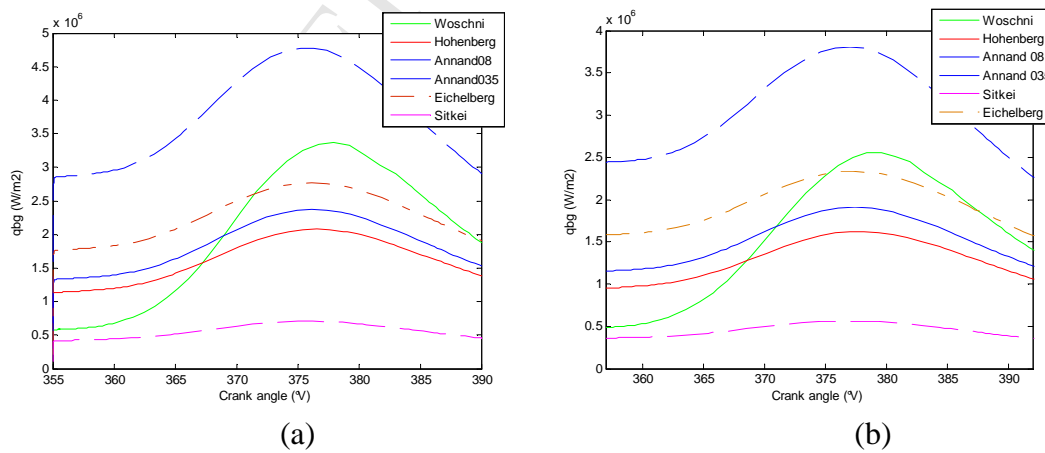 x 10^6
5
4.5
4
3.5
3
2.5
2
1.5
1
0.5
0
qbg (W/m2)
355 360 365 370 375 380 385 390
Crank angle (°V)
Woschni
Hohenberg
Annand08
Annand035
Eichelberg
Sitkei
(a)
x 10^6
4
3.5
3
2.5
2
1.5
1
0.5
0
qbg (W/m2)
360 365 370 375 380 385 390
Crank angle (°V)
Woschni
Hohenberg
Annand 08
Annand 035
Sitkei
Eichelberg
(b)